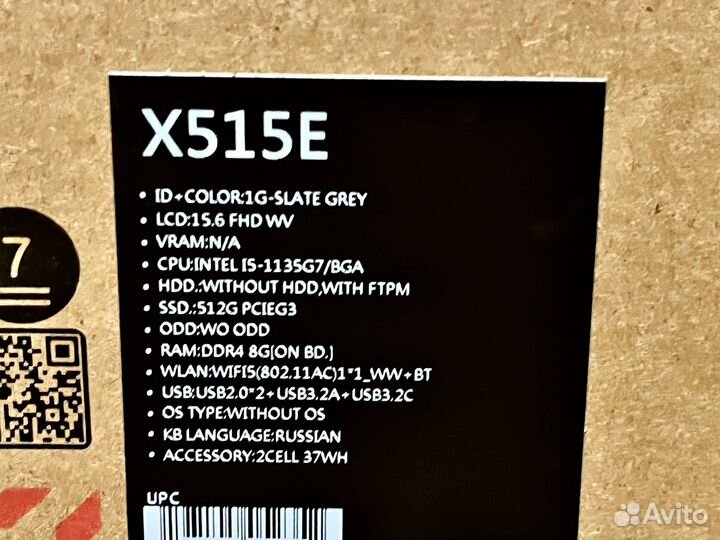 X515E
• ID+COLOR:1G-SLATE GREY
• LCD:15.6 FHD WV
• VRAM:N/A
• CPU:INTEL I5-1135G7/BGA
• HDD.:WITHOUT HDD,WITH FTPM
• SSD.:512G PCIEG3
• ODD:WO ODD
• RAM:DDR4 8G(ON BD.)
• WLAN:WIFI5(802.11AC)1*1_WW+BT
• USB:USB2.0*2+USB3.2A+USB3.2C
• OS TYPE:WITHOUT OS
• KB LANGUAGE:RUSSIAN
• ACCESSORY:2CELL 37WH
UPC
7
Avito